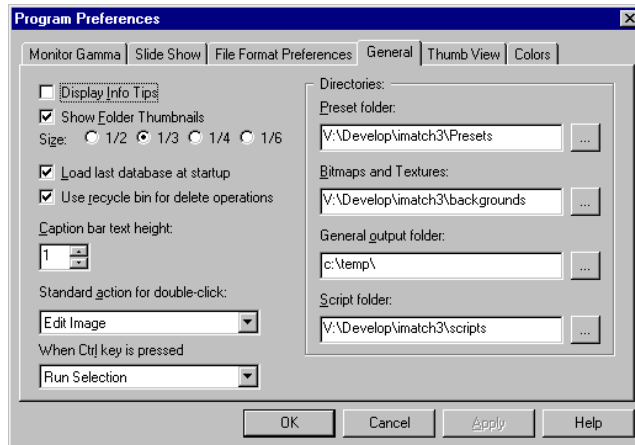 Program Preferences
Monitor Gamma Slide Show File Format Preferences General Thumb View Colors
Display Info Tips
Show Folder Thumbnails
Size: 1/2 1/3 1/4 1/6
Load last database at startup
Use recycle bin for delete operations
Caption bar text height:
1
Standard action for double-click:
Edit Image
When Ctrl key is pressed
Run Selection
Directories:
Preset folder:
V:\Develop\imatch3\Presets
...
Bitmaps and Textures:
V:\Develop\imatch3\backgrounds
...
General output folder:
c:\temp\
...
Script folder:
V:\Develop\imatch3\scripts
...
OK Cancel Apply Help